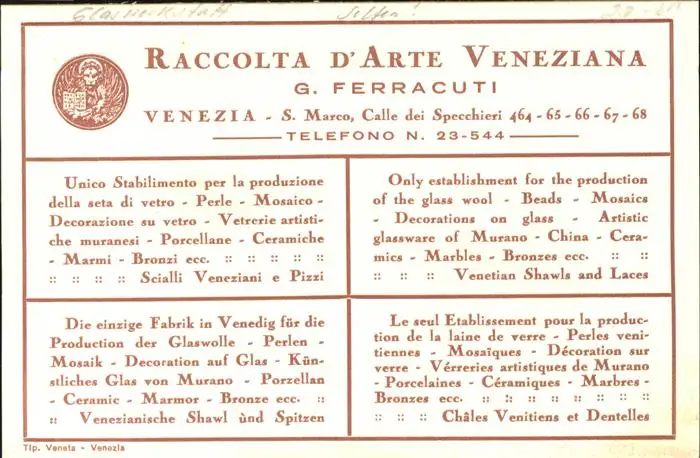 Glaswerkstatt Selten!
RACCOLTA D'ARTE VENEZIANA
G. FERRACUTI
VENEZIA - S. Marco, Calle dei Specchieri 464 - 65 - 66 - 67 - 68
TELEFONO N. 23-544
Unico Stabilimento per la produzione
della seta di vetro - Perle - Mosaico -
Decorazione su vetro - Vetrerie artisti-
che muranesi - Porcellane - Ceramiche
- Marmi - Bronzi ecc. :: :: :: :: ::
:: :: :: Scialli Veneziani e Pizzi
Only establishment for the production
of the glass wool - Beads - Mosaics
- Decorations on glass - Artistic
glassware of Murano - China - Cera-
mics - Marbles - Bronzes ecc. :: ::
:: :: :: Venetian Shawls and Laces
Die einzige Fabrik in Venedig für die
Production der Glaswolle - Perlen -
Mosaik - Decoration auf Glas - Kün-
stliches Glas von Murano - Porzellan
- Ceramic - Marmor - Bronze ecc. ::
:: Venezianische Shawl ùnd Spitzen
Le seul Etablissement pour la produc-
tion de la laine de verre - Perles veni-
tiennes - Mosaïques - Décoration sur
verre - Vérreries artistiques de Murano
- Porcelaines - Céramiques - Marbres -
Bronzes ecc. :: :: :: :: :: :: ::
:: :: :: Châles Venitiens et Dentelles
Tip. Veneta - Venezia